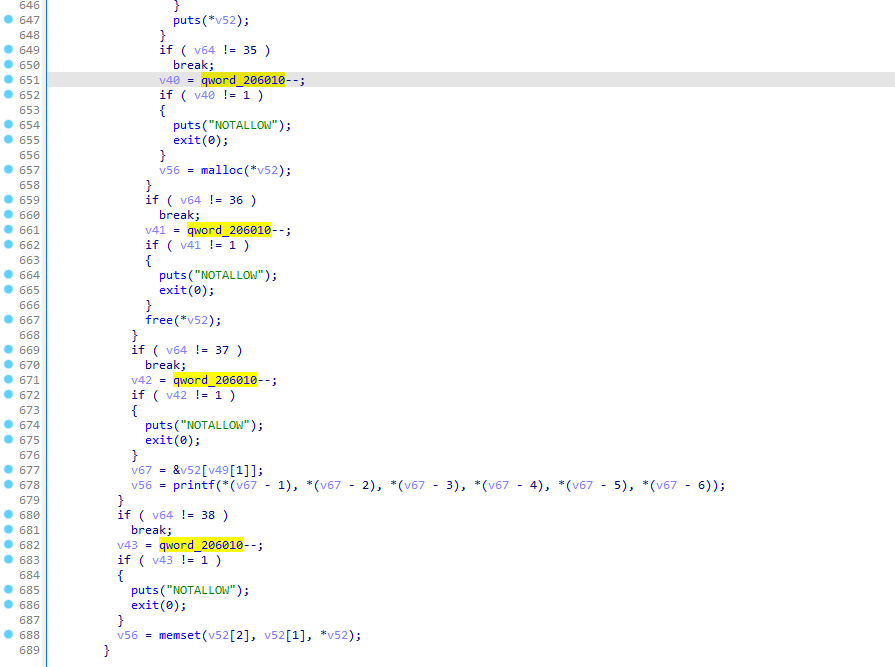 646 }
647 puts(*v52);
648 }
649 if ( v64 != 35 )
650 break;
651 v40 = qword_206010--;
652 if ( v40 != 1 )
653 {
654 puts("NOTALLOW");
655 exit(0);
656 }
657 v56 = malloc(*v52);
658 }
659 if ( v64 != 36 )
660 break;
661 v41 = qword_206010--;
662 if ( v41 != 1 )
663 {
664 puts("NOTALLOW");
665 exit(0);
666 }
667 free(*v52);
668 }
669 if ( v64 != 37 )
670 break;
671 v42 = qword_206010--;
672 if ( v42 != 1 )
673 {
674 puts("NOTALLOW");
675 exit(0);
676 }
677 v67 = &v52[v49[1]];
678 v56 = printf(*(v67 - 1), *(v67 - 2), *(v67 - 3), *(v67 - 4), *(v67 - 5), *(v67 - 6));
679 }
680 if ( v64 != 38 )
681 break;
682 v43 = qword_206010--;
683 if ( v43 != 1 )
684 {
685 puts("NOTALLOW");
686 exit(0);
687 }
688 v56 = memset(v52[2], v52[1], *v52);
689 }